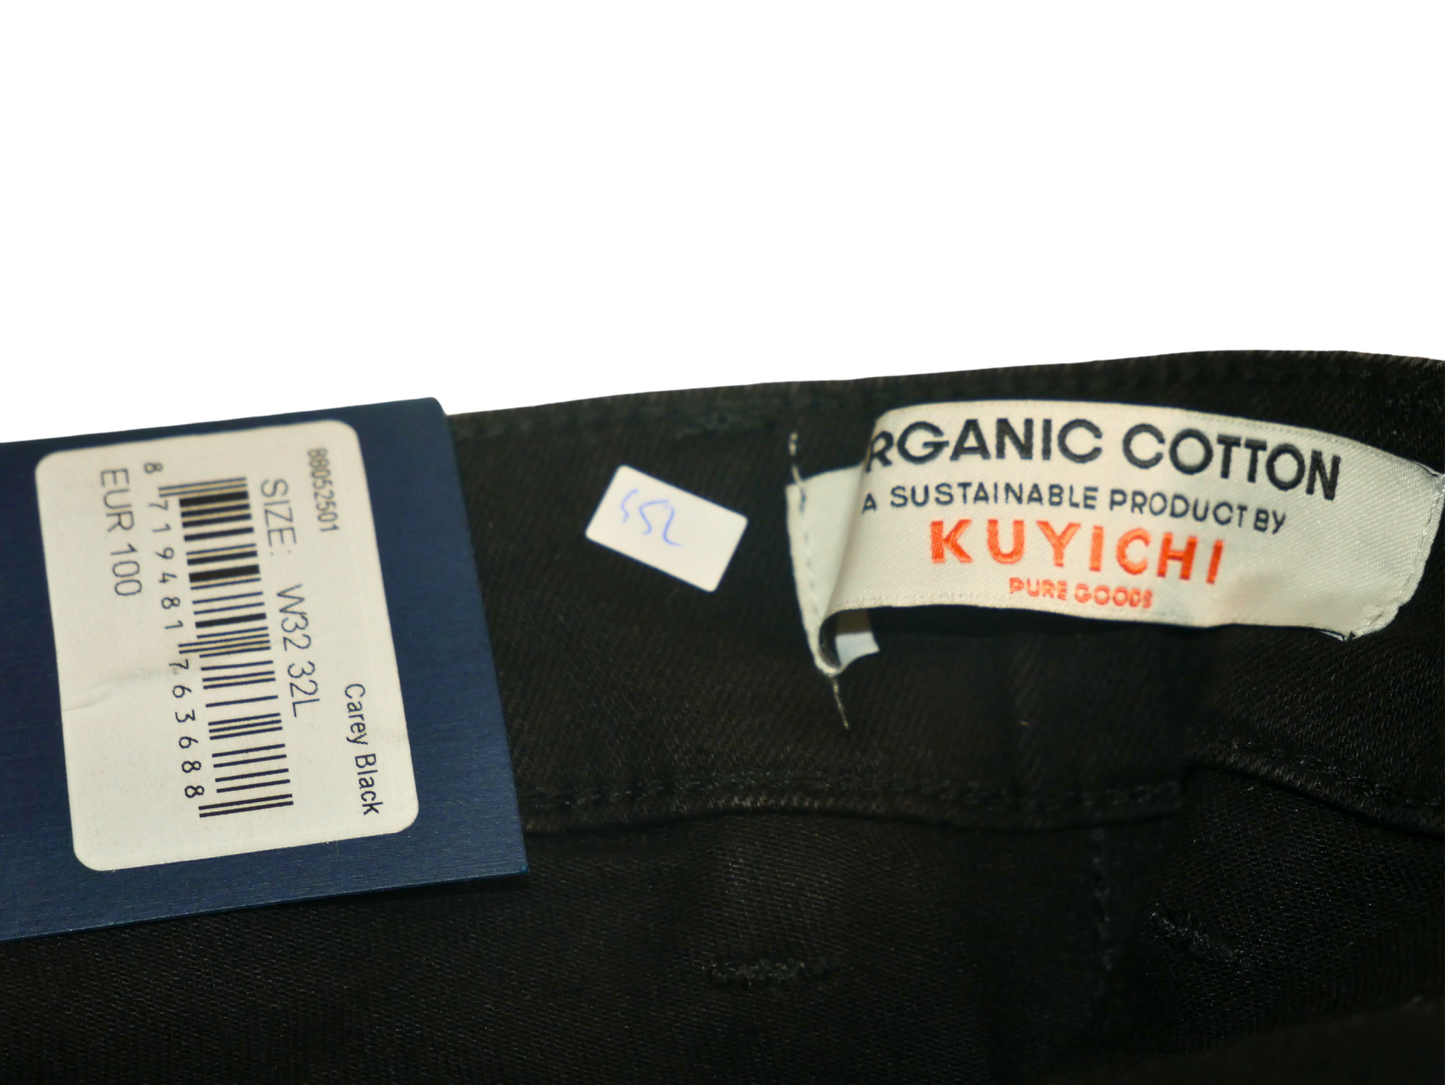 88052501
Carey Black
SIZE: W32 32L
8 719481 763688
EUR 100
552
RGANIC COTTON
A SUSTAINABLE PRODUCT BY
KUYICHI
PURE GOODS